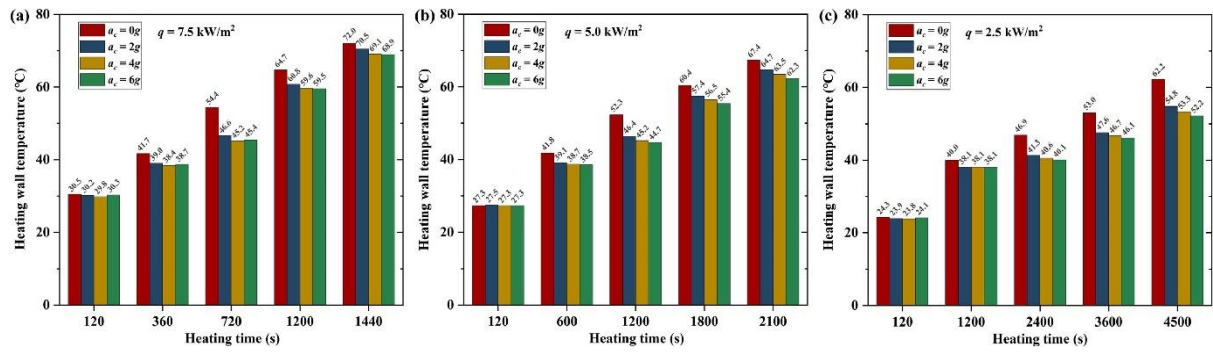 (a)
a_c = 0g
a_c = 2g
a_c = 4g
a_c = 6g
q = 7.5 kW/m²
Heating wall temperature (°C)
80
60
40
20
0
30.5 30.2 29.8 30.3
41.7 39.0 38.4 38.7
54.4 46.6 45.2 45.4
64.7 60.8 59.6 59.5
72.0 70.5 69.1 68.9
120 360 720 1200 1440
Heating time (s)
(b)
a_c = 0g
a_c = 2g
a_c = 4g
a_c = 6g
q = 5.0 kW/m²
Heating wall temperature (°C)
80
60
40
20
0
27.3 27.5 27.3 27.3
41.8 39.1 38.7 38.5
52.3 46.4 45.2 44.7
60.4 57.4 56.5 55.4
67.4 64.7 63.5 62.3
120 600 1200 1800 2100
Heating time (s)
(c)
a_c = 0g
a_c = 2g
a_c = 4g
a_c = 6g
q = 2.5 kW/m²
Heating wall temperature (°C)
80
60
40
20
0
24.3 23.9 23.8 24.1
40.0 38.1 38.1 38.1
46.9 41.3 40.6 40.1
53.0 47.6 46.7 46.1
62.2 54.8 53.3 52.2
120 1200 2400 3600 4500
Heating time (s)